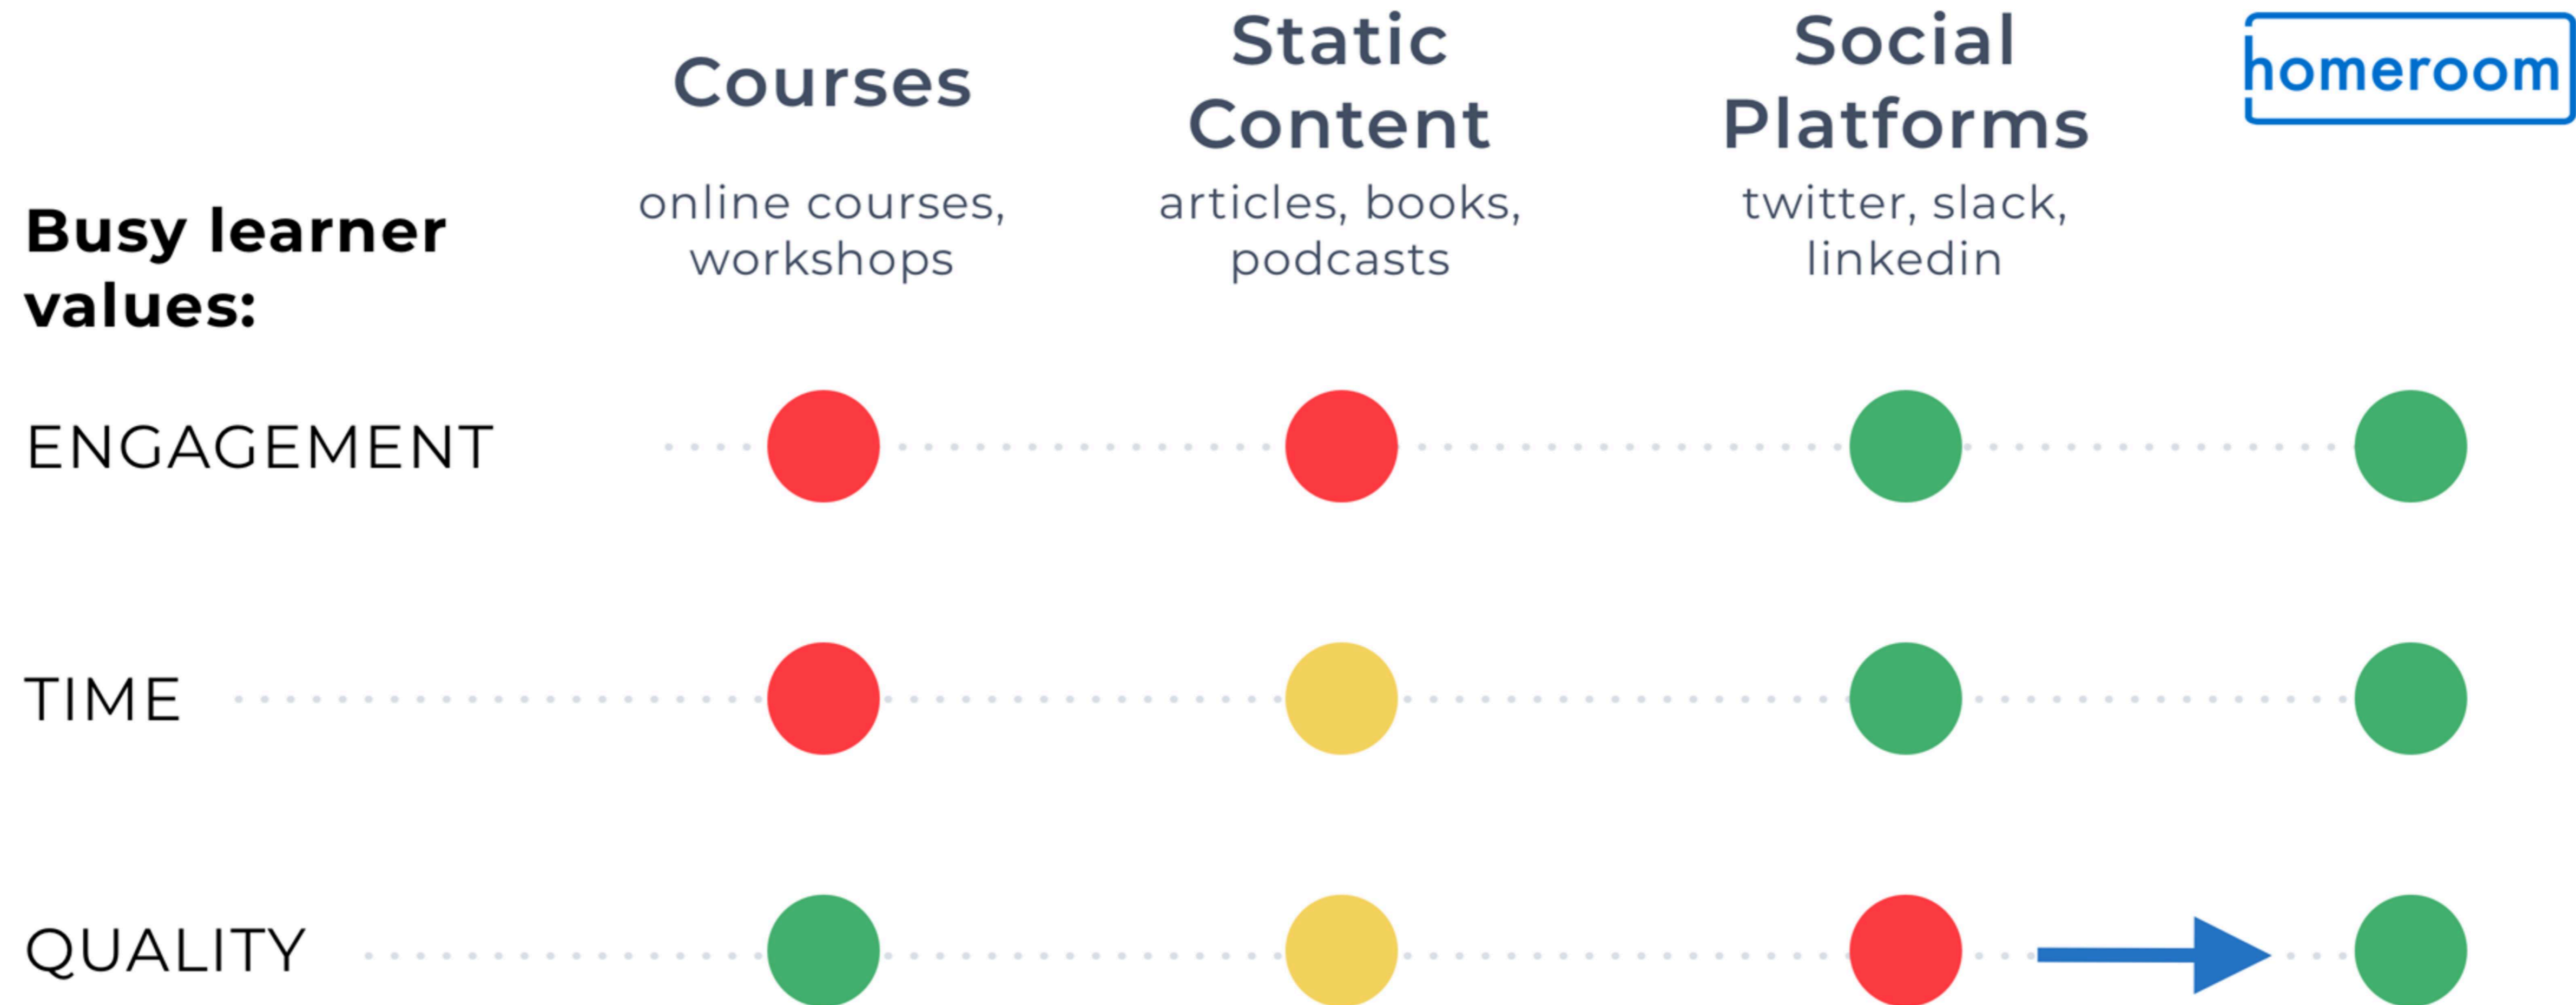 Courses
Static
Content
Social
Platforms
homeroom
Busy learner
values:
online courses,
workshops
articles, books,
podcasts
twitter, slack,
linkedin
ENGAGEMENT
TIME
QUALITY